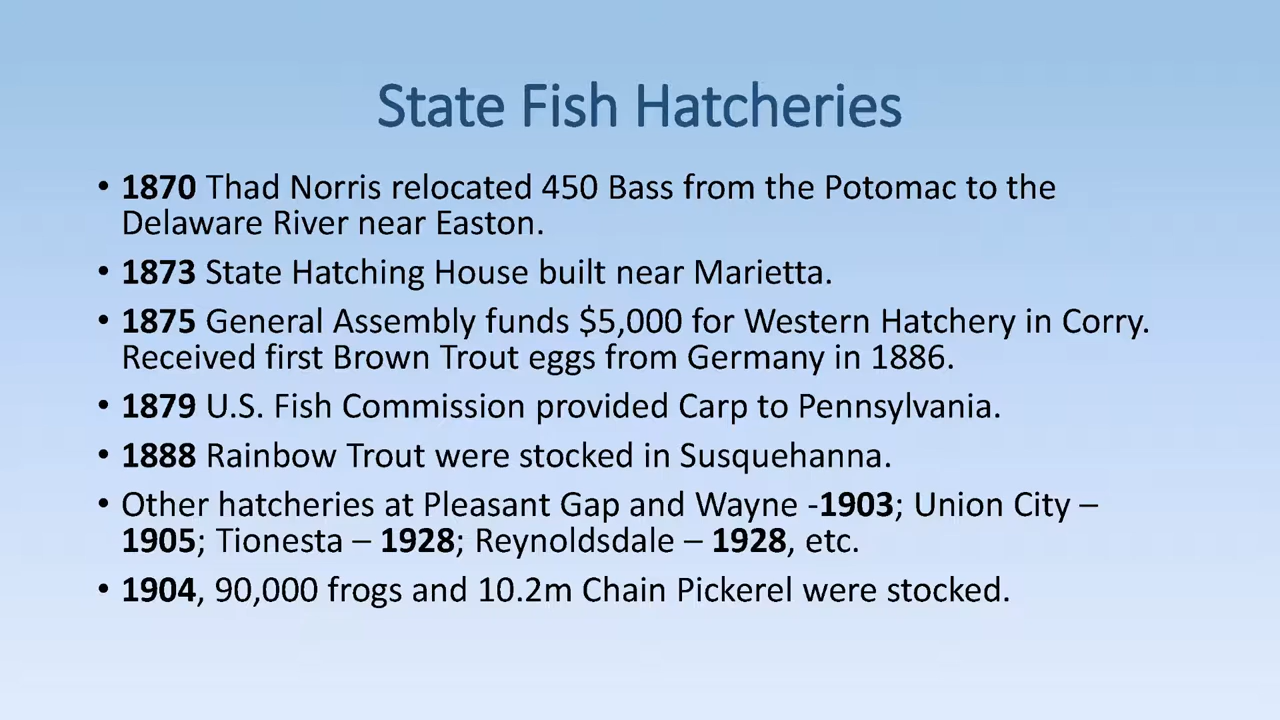 State Fish Hatcheries
• 1870 Thad Norris relocated 450 Bass from the Potomac to the
Delaware River near Easton.
• 1873 State Hatching House built near Marietta.
• 1875 General Assembly funds $5,000 for Western Hatchery in Corry.
Received first Brown Trout eggs from Germany in 1886.
• 1879 U.S. Fish Commission provided Carp to Pennsylvania.
• 1888 Rainbow Trout were stocked in Susquehanna.
• Other hatcheries at Pleasant Gap and Wayne -1903; Union City –
1905; Tionesta – 1928; Reynoldsdale – 1928, etc.
• 1904, 90,000 frogs and 10.2m Chain Pickerel were stocked.